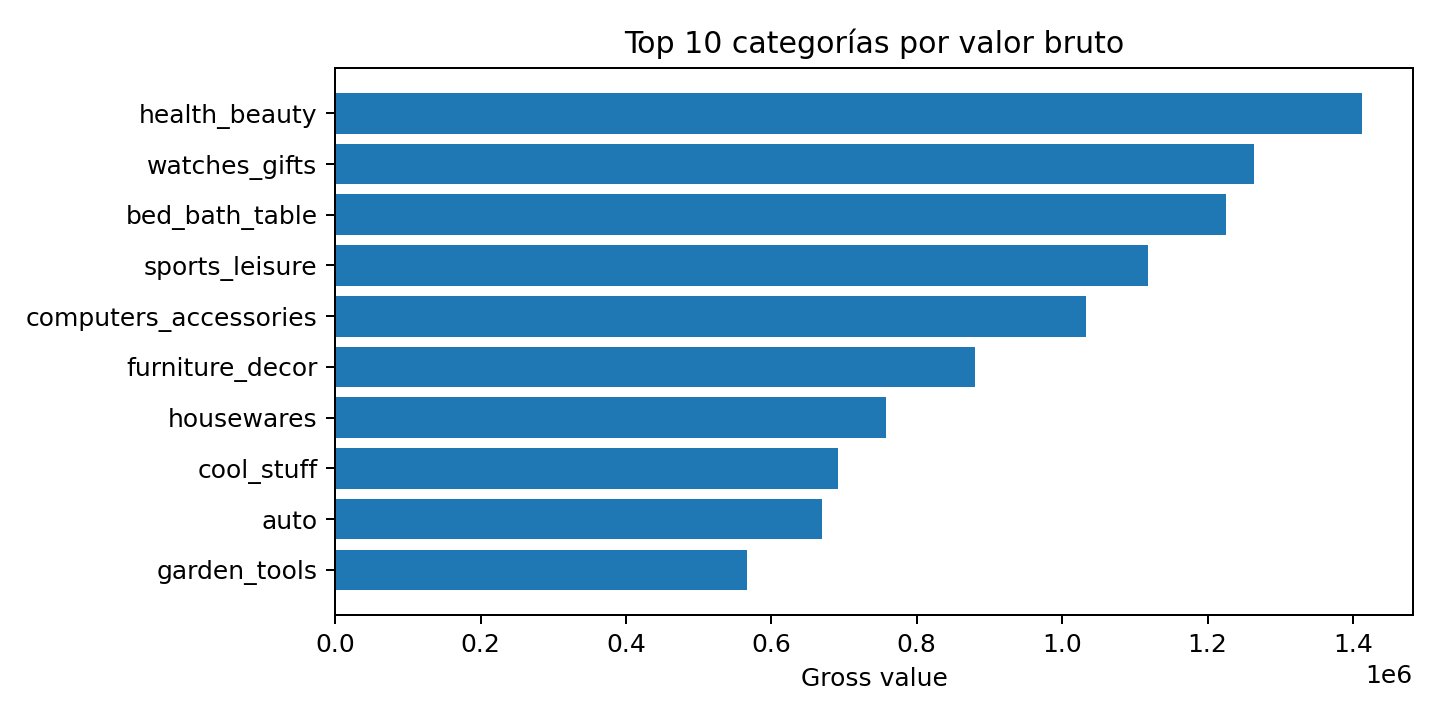 Top 10 categorías por valor bruto
health_beauty
watches_gifts
bed_bath_table
sports_leisure
computers_accessories
furniture_decor
housewares
cool_stuff
auto
garden_tools
0.0 0.2 0.4 0.6 0.8 1.0 1.2 1.4
1e6
Gross value